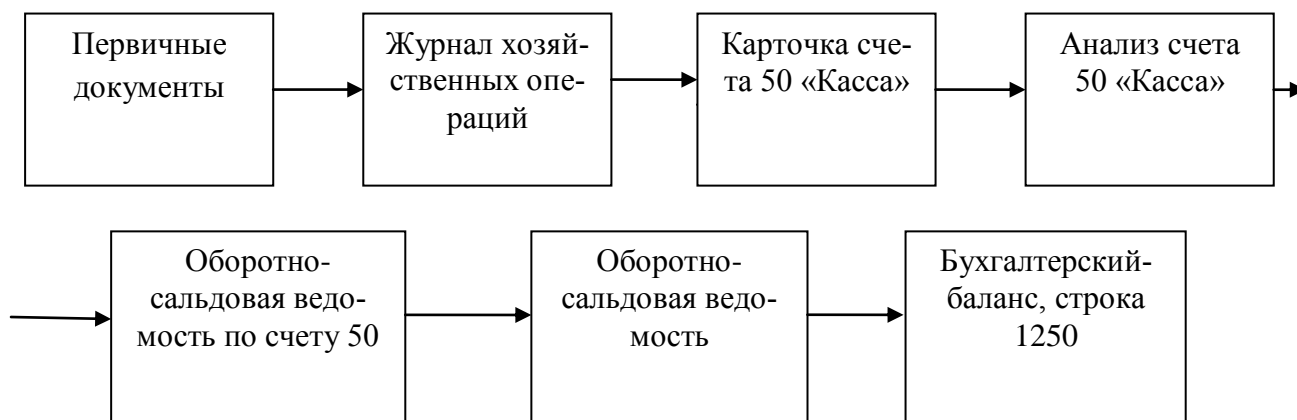 Первичные
документы
Журнал хозяй-
ственных опе-
раций
Карточка сче-
та 50 «Касса»
Анализ счета
50 «Касса»
Оборотно-
сальдовая ведо-
мость по счету 50
Оборотно-
сальдовая ведо-
мость
Бухгалтерский-
баланс, строка
1250